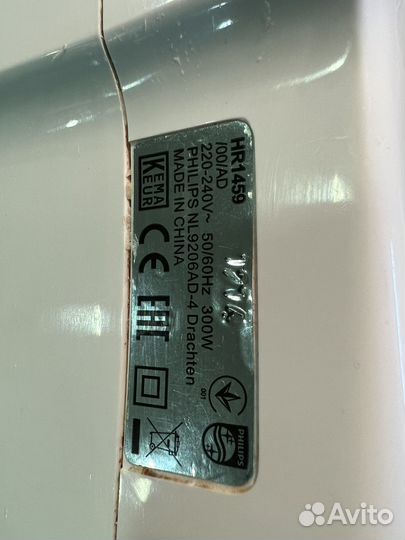 HR1459
/00/AD
220-240V~ 50/60Hz 300W
PHILIPS NL9206AD-4 Drachten
MADE IN CHINA
KEMA
KEUR
CE
EAC
001
PHILIPS
Avito